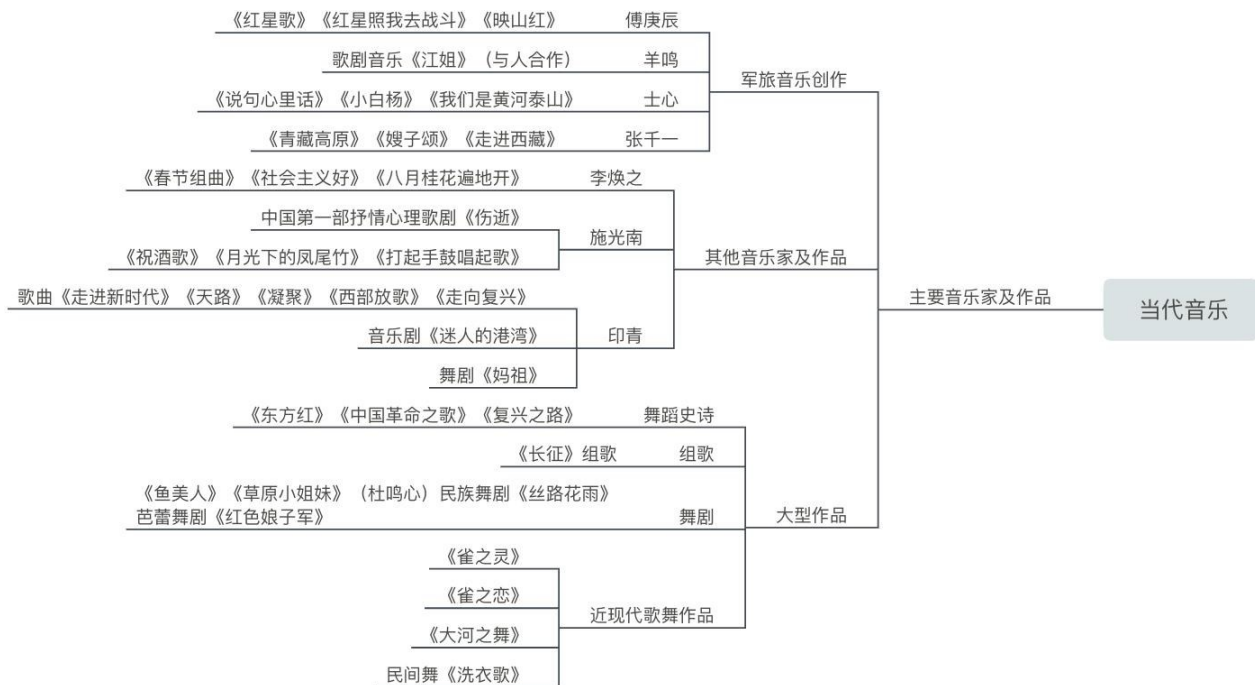 《红星歌》《红星照我去战斗》《映山红》 傅庚辰
歌剧音乐《江姐》（与人合作） 羊鸣
军旅音乐创作
《说句心里话》《小白杨》《我们是黄河泰山》 士心
《青藏高原》《嫂子颂》《走进西藏》 张千一
《春节组曲》《社会主义好》《八月桂花遍地开》 李焕之
中国第一部抒情心理歌剧《伤逝》
施光南
《祝酒歌》《月光下的凤尾竹》《打起手鼓唱起歌》
其他音乐家及作品
歌曲《走进新时代》《天路》《凝聚》《西部放歌》《走向复兴》
主要音乐家及作品
当代音乐
音乐剧《迷人的港湾》 印青
舞剧《妈祖》
《东方红》《中国革命之歌》《复兴之路》 舞蹈史诗
《长征》组歌 组歌
《鱼美人》《草原小姐妹》（杜鸣心）民族舞剧《丝路花雨》
芭蕾舞剧《红色娘子军》 舞剧
大型作品
《雀之灵》
《雀之恋》
近现代歌舞作品
《大河之舞》
民间舞《洗衣歌》